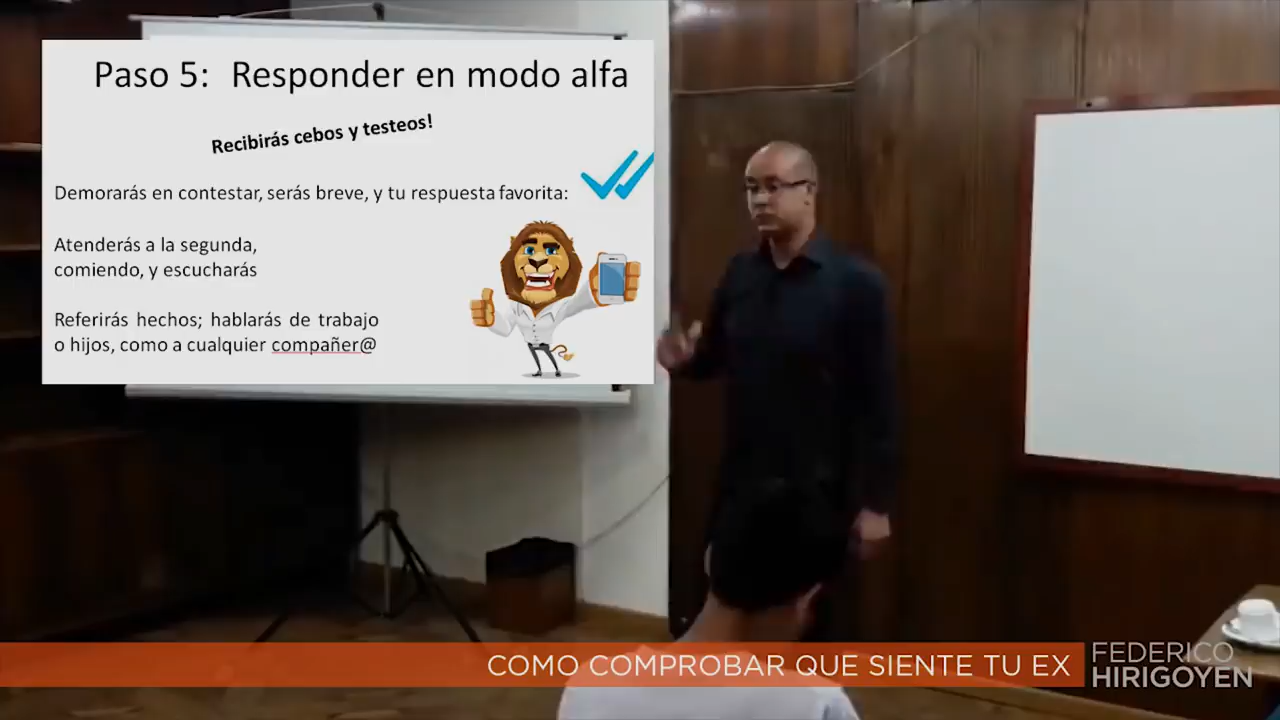 Paso 5: Responder en modo alfa
Recibirás cebos y testeos!
Demorarás en contestar, serás breve, y tu respuesta favorita:
Atenderás a la segunda,
comiendo, y escucharás
Referirás hechos; hablarás de trabajo
o hijos, como a cualquier compañer@
COMO COMPROBAR QUE SIENTE TU EX
FEDERICO
HIRIGOYEN